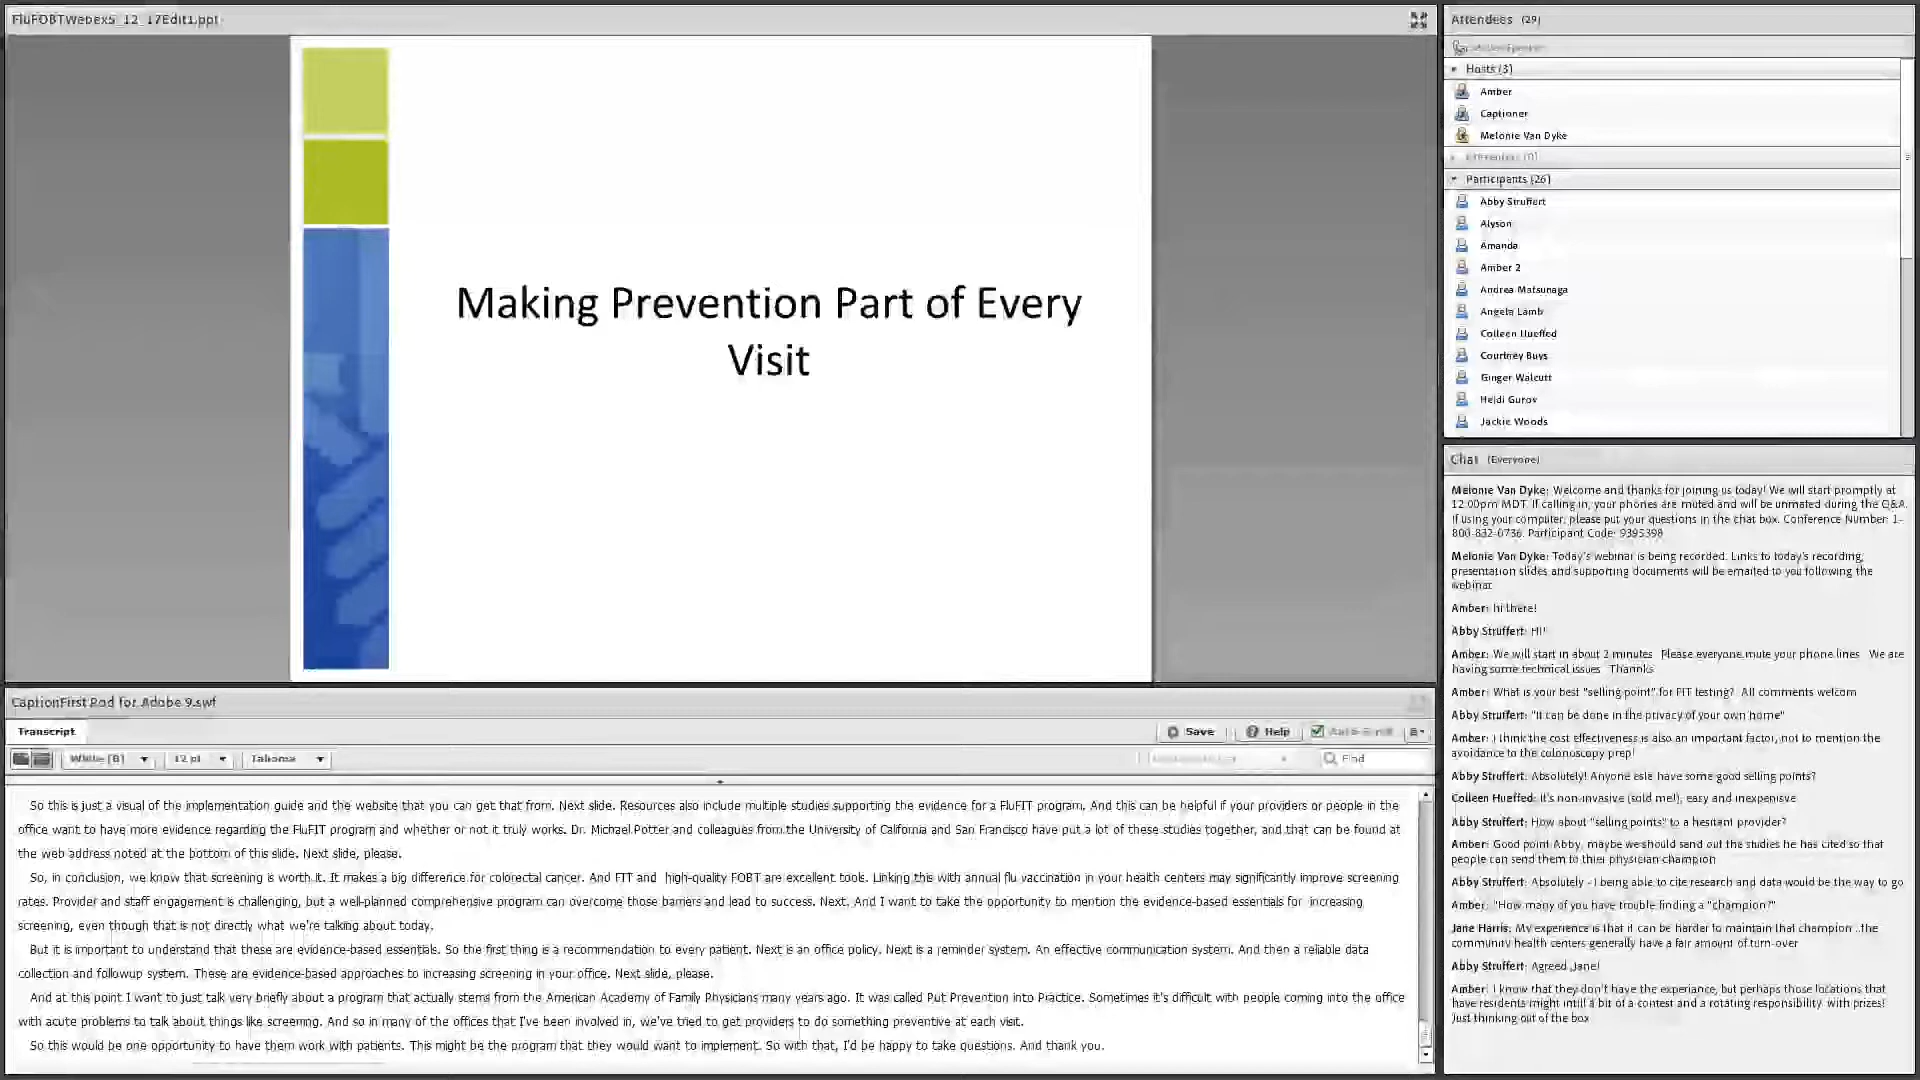 FluFOBTWebex5_12_17Edit1.ppt
Making Prevention Part of Every
Visit
CaptionFirst Pod for Adobe 9.swf
Transcript
Save
Help
Auto-Scroll
White (B)
12 pt
Tahoma
Find
So this is just a visual of the implementation guide and the website that you can get that from. Next slide. Resources also include multiple studies supporting the evidence for a FluFIT program. And this can be helpful if your providers or people in the
office want to have more evidence regarding the FluFIT program and whether or not it truly works. Dr. Michael Potter and colleagues from the University of California and San Francisco have put a lot of these studies together, and that can be found at
the web address noted at the bottom of this slide. Next slide, please.
So, in conclusion, we know that screening is worth it. It makes a big difference for colorectal cancer. And FIT and high-quality FOBT are excellent tools. Linking this with annual flu vaccination in your health centers may significantly improve screening
rates. Provider and staff engagement is challenging, but a well-planned comprehensive program can overcome those barriers and lead to success. Next. And I want to take the opportunity to mention the evidence-based essentials for increasing
screening, even though that is not directly what we're talking about today.
But it is important to understand that these are evidence-based essentials. So the first thing is a recommendation to every patient. Next is an office policy. Next is a reminder system. An effective communication system. And then a reliable data
collection and followup system. These are evidence-based approaches to increasing screening in your office. Next slide, please.
And at this point I want to just talk very briefly about a program that actually stems from the American Academy of Family Physicians many years ago. It was called Put Prevention into Practice. Sometimes it's difficult with people coming into the office
with acute problems to talk about things like screening. And so in many of the offices that I've been involved in, we've tried to get providers to do something preventive at each visit.
So this would be one opportunity to have them work with patients. This might be the program that they would want to implement. So with that, I'd be happy to take questions. And thank you.
Attendees (29)
Active Speakers
Hosts (3)
Amber
Captioner
Melonie Van Dyke
Presenters (0)
Participants (26)
Abby Struffert
Alyson
Amanda
Amber 2
Andrea Matsunaga
Angela Lamb
Colleen Hueffed
Courtney Buys
Ginger Walcutt
Heidi Gurov
Jackie Woods
Chat (Everyone)
Melonie Van Dyke: Welcome and thanks for joining us today! We will start promptly at
12:00pm MDT. If calling in, your phones are muted and will be unmated during the Q&A.
If using your computer, please put your questions in the chat box. Conference Number: 1-
800-832-0736. Participant Code: 9395398
Melonie Van Dyke: Today's webinar is being recorded. Links to today's recording,
presentation slides and supporting documents will be emailed to you following the
webinar.
Amber: hi there!
Abby Struffert: HI!
Amber: We will start in about 2 minutes Please everyone mute your phone lines We are
having some technical issues Thannks
Amber: What is your best "selling point" for FIT testing? All comments welcom
Abby Struffert: "It can be done in the privacy of your own home"
Amber: I think the cost effectiveness is also an important factor, not to mention the
avoidance to the colonoscopy prep!
Abby Struffert: Absolutely! Anyone esle have some good selling points?
Colleen Hueffed: It's non-invasive (sold me!), easy and inexpenisve
Abby Struffert: How about "selling points" to a hesitant provider?
Amber: Good point Abby, maybe we should send out the studies he has cited so that
people can send them to thier physician champion
Abby Struffert: Absolutely - I being able to cite research and data would be the way to go
Amber: "How many of you have trouble finding a "champion?"
Jane Harris: My experience is that it can be harder to maintain that champion ..the
community health centers generally have a fair amount of turn-over
Abby Struffert: Agreed Jane!
Amber: I know that they don't have the experiance, but perhaps those locations that
have residents might intill a bit of a contest and a rotating responsibility with prizes!
Just thinking out of the box